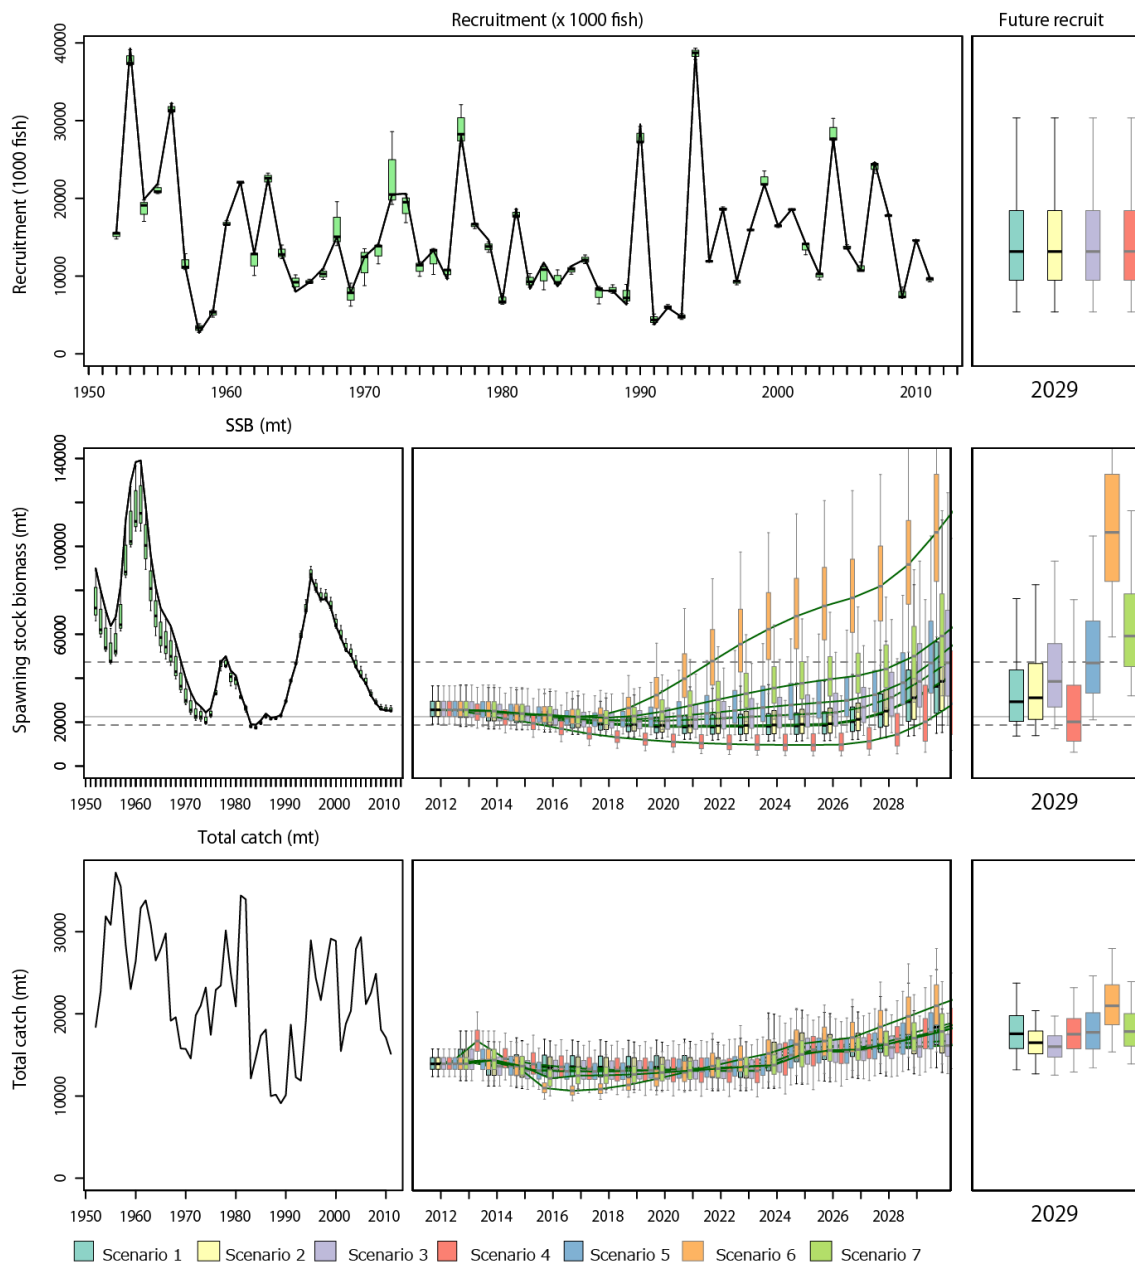 Recruitment (x 1000 fish)
Future recruit
Recruitment (1000 fish)
40000
30000
20000
10000
0
1950 1960 1970 1980 1990 2000 2010
2029
SSB (mt)
Spawning stock biomass (mt)
140000
100000
60000
20000
0
1950 1960 1970 1980 1990 2000 2010
2012 2014 2016 2018 2020 2022 2024 2026 2028
2029
Total catch (mt)
Total catch (mt)
30000
20000
10000
0
1950 1960 1970 1980 1990 2000 2010
2012 2014 2016 2018 2020 2022 2024 2026 2028
2029
Scenario 1 Scenario 2 Scenario 3 Scenario 4 Scenario 5 Scenario 6 Scenario 7